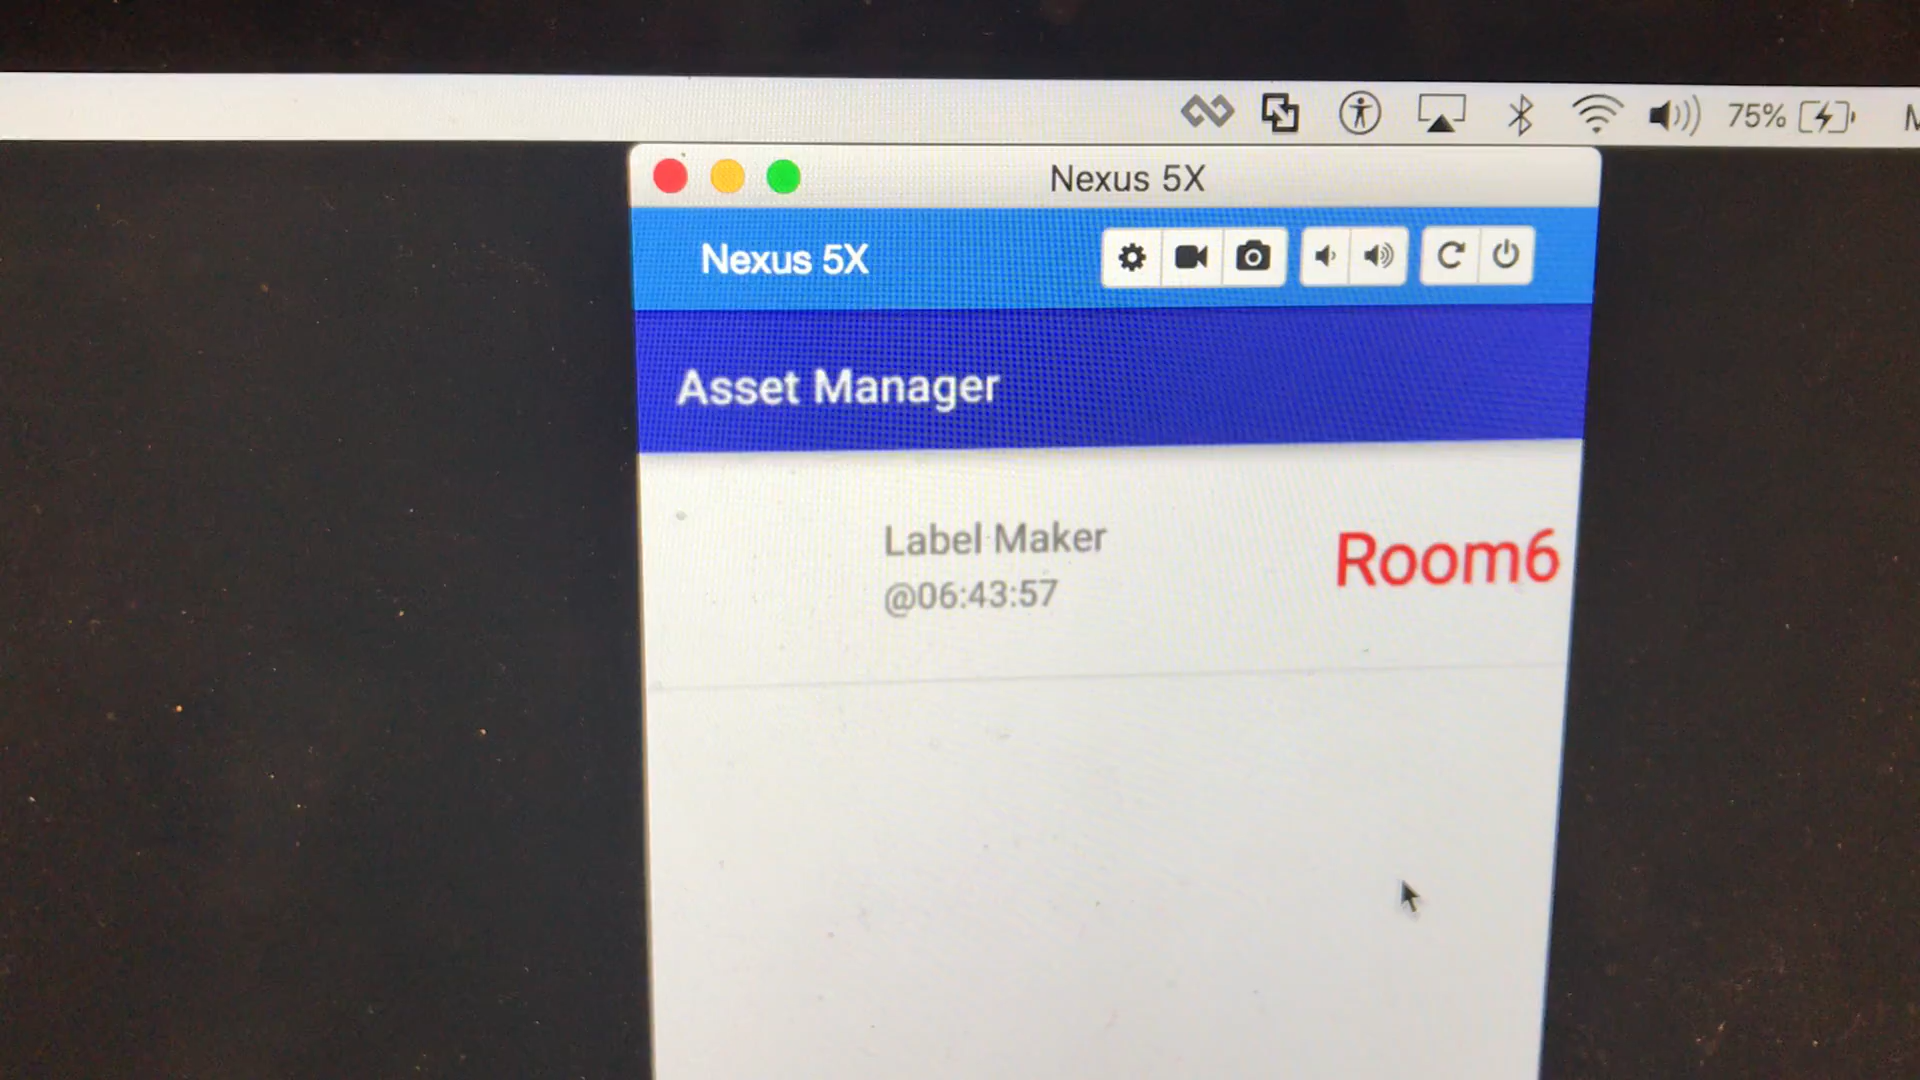 75%
Nexus 5X
Nexus 5X
Asset Manager
Label Maker
@06:43:57
Room6